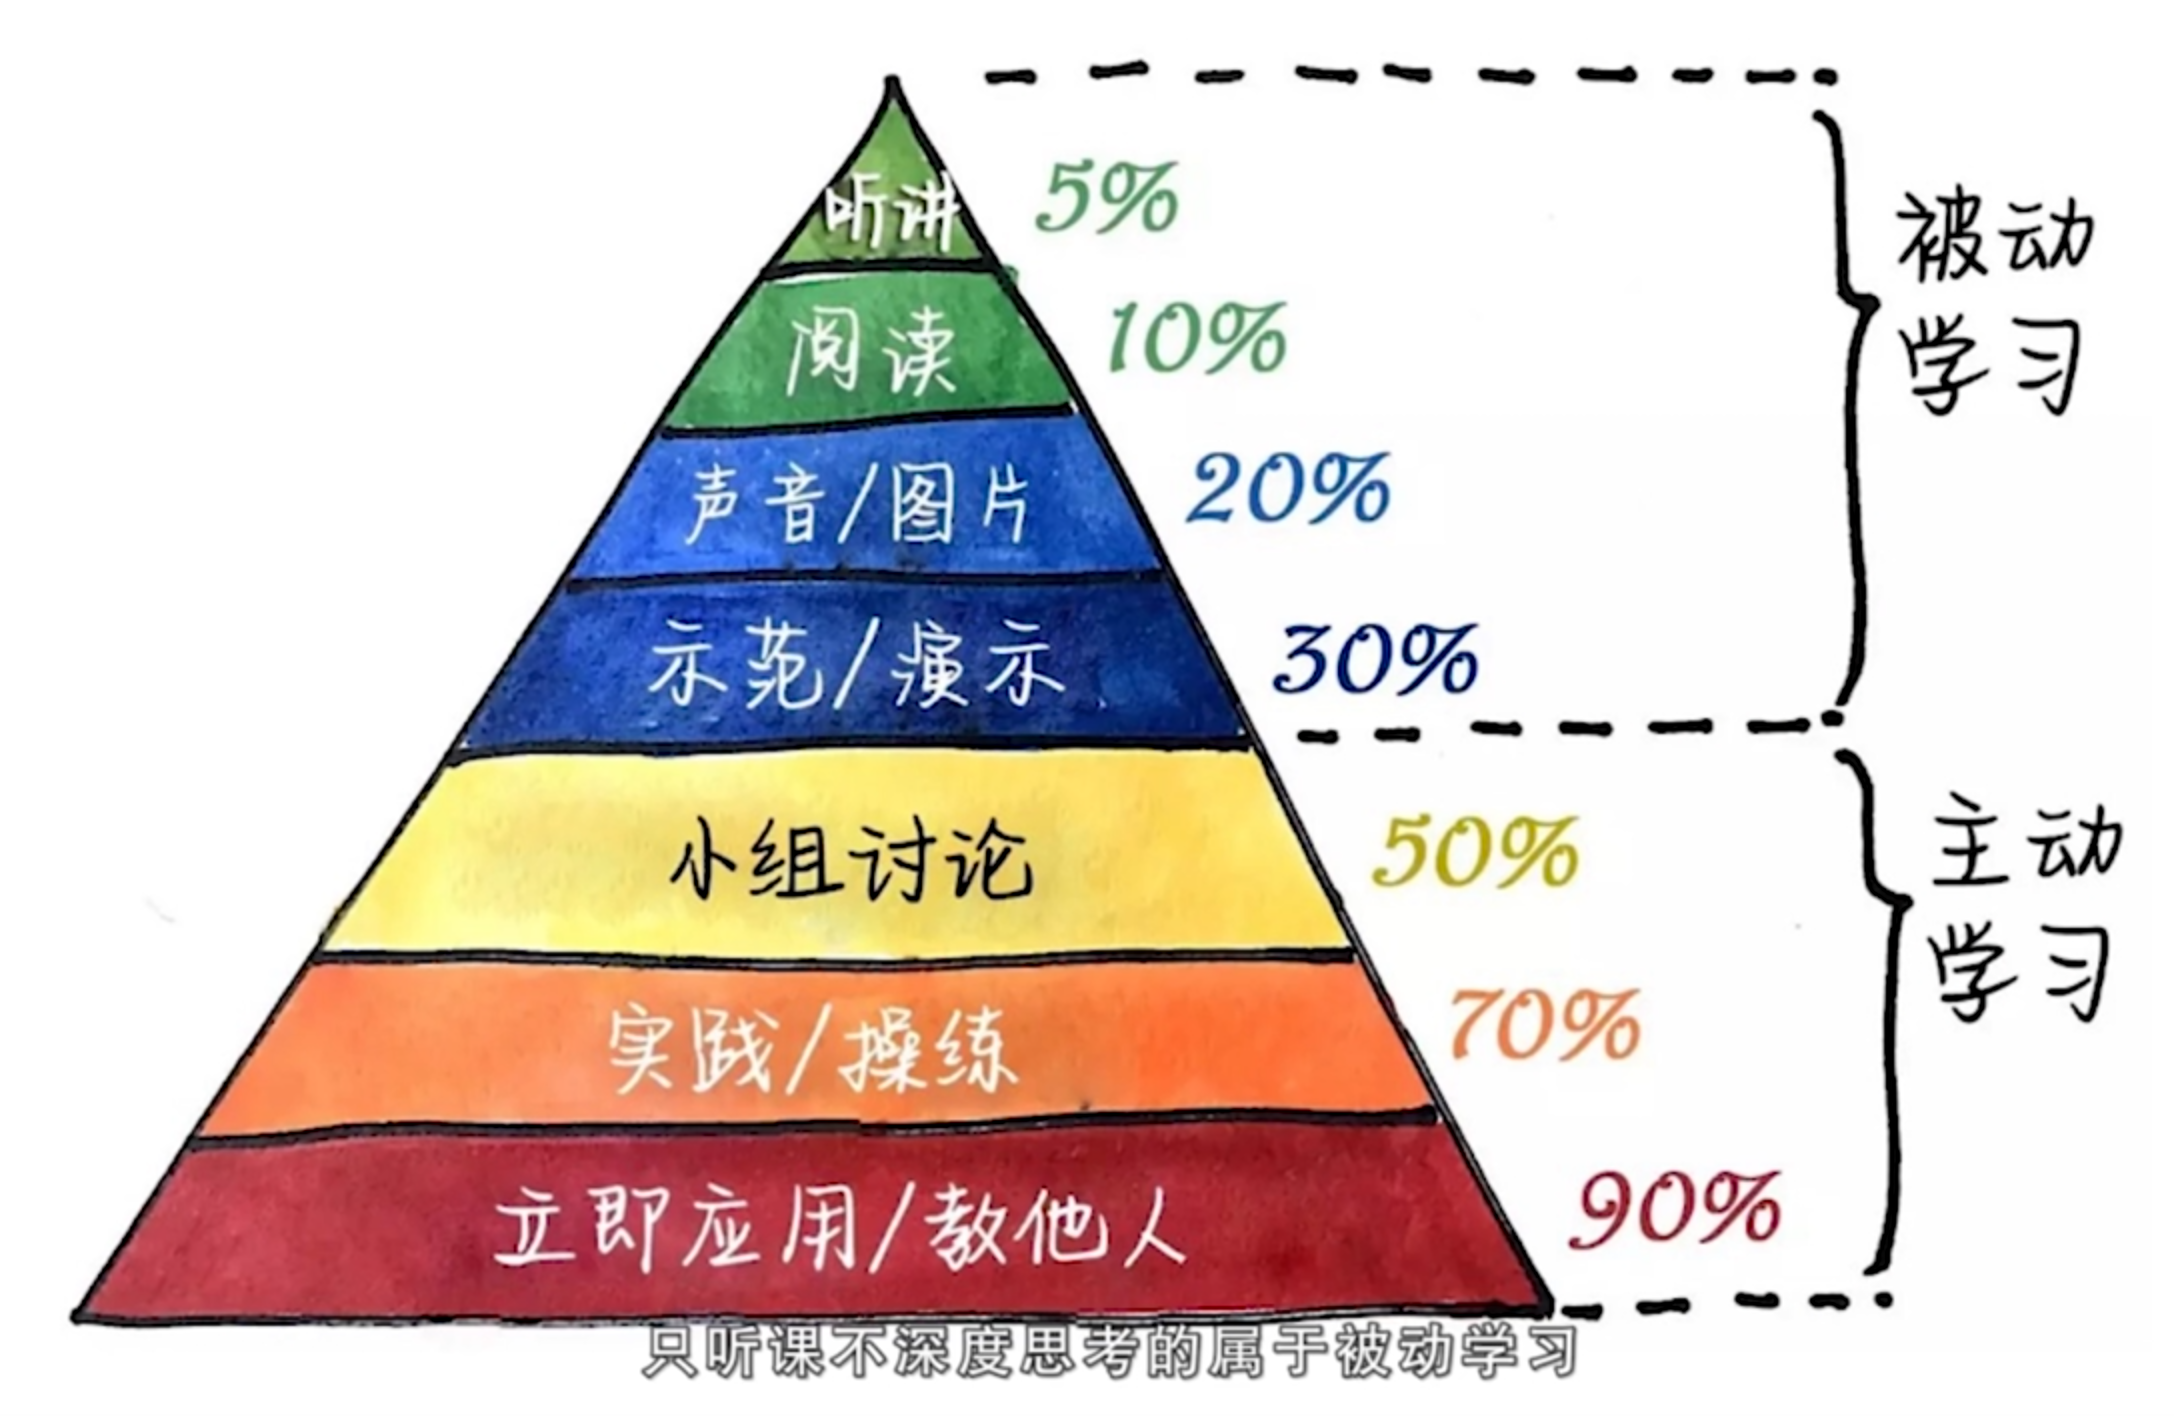 听讲 5%
阅读 10%
声音/图片 20%
示范/演示 30%
被动
学习
小组讨论 50%
实践/操练 70%
立即应用/教他人 90%
主动
学习
只听课不深度思考的属于被动学习